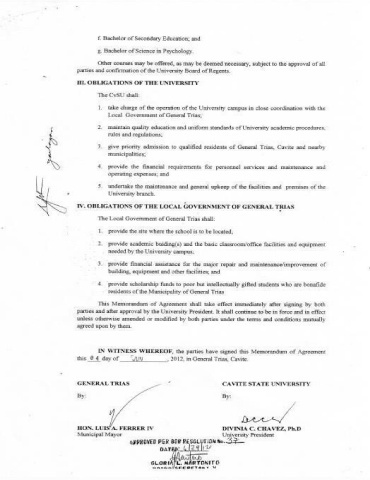 f. Bachelor of Secondary Education; and
g. Bachelor of Science in Psychology.
Other courses may be offered, as may be deemed necessary, subject to the approval of all
parties and confirmation of the University Board of Regents.
III. OBLIGATIONS OF THE UNIVERSITY
The CvSU shall:
1. take charge of the operation of the University campus in close coordination with the
Local Government of General Trias;
2. maintain quality education and uniform standards of University academic procedures,
rules and regulations;
3. give priority admission to qualified residents of General Trias, Cavite and nearby
municipalities;
4. provide the financial requirements for personnel services and maintenance and
operating expenses; and
5. undertake the maintenance and general upkeep of the facilities and premises of the
University branch.
IV. OBLIGATIONS OF THE LOCAL GOVERNMENT OF GENERAL TRIAS
The Local Government of General Trias shall:
1. provide the site where the school is to be located;
2. provide academic buiding(s) and the basic classrooms/office facilities and equipment
needed by the University campus;
3. provide financial assistance for the major repair and maintenance/improvement of
building, equipment and other facilities; and
4. provide scholarship funds to poor but intellectually gifted students who are bonafide
residents of the Municipality of General Trias
This Memorandum of Agreement shall take effect immediately after signing by both
parties and after approval by the University President. It shall continue to be in force and in effect
unless otherwise amended or modified by both parties under the terms and conditions mutually
agreed upon by them.
IN WITNESS WHEREOF, the parties have signed this Memorandum of Agreement
this day of , 2012, in General Trias, Cavite.
GENERAL TRIAS CAVITE STATE UNIVERSITY
By: By:
HON. LUIS A. FERRER IV DIVINIA C. CHAVEZ, Ph.D
Municipal Mayor University President
APPROVED PER BOR RESOLUTION No. 37
DATED
GLORIA L. MARTONITO